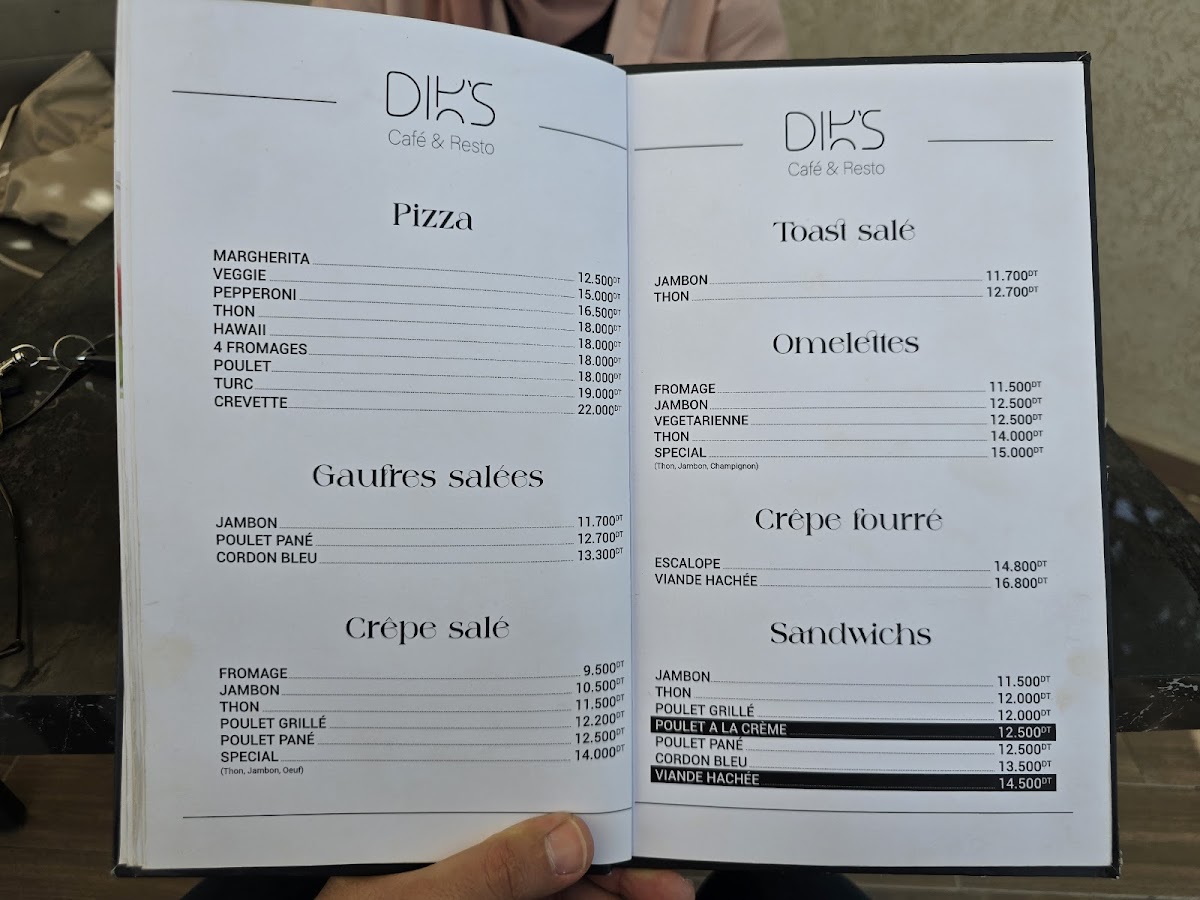 DIK'S
Café & Resto
Pizza
MARGHERITA 12.500DT
VEGGIE 15.000DT
PEPPERONI 16.500DT
THON 18.000DT
HAWAII 18.000DT
4 FROMAGES 18.000DT
POULET 18.000DT
TURC 19.000DT
CREVETTE 22.000DT
Gaufres salées
JAMBON 11.700DT
POULET PANÉ 12.700DT
CORDON BLEU 13.300DT
Crêpe salé
FROMAGE 9.500DT
JAMBON 10.500DT
THON 11.500DT
POULET GRILLÉ 12.200DT
POULET PANÉ 12.500DT
SPECIAL 14.000DT
(Thon, Jambon, Oeuf)
DIK'S
Café & Resto
Toast salé
JAMBON 11.700DT
THON 12.700DT
Omelettes
FROMAGE 11.500DT
JAMBON 12.500DT
VEGETARIENNE 12.500DT
THON 14.000DT
SPECIAL 15.000DT
(Thon, Jambon, Champignon)
Crêpe fourré
ESCALOPE 14.800DT
VIANDE HACHÉE 16.800DT
Sandwichs
JAMBON 11.500DT
THON 12.000DT
POULET GRILLÉ 12.000DT
POULET A LA CRÈME 12.500DT
POULET PANÉ 12.500DT
CORDON BLEU 13.500DT
VIANDE HACHÉE 14.500DT